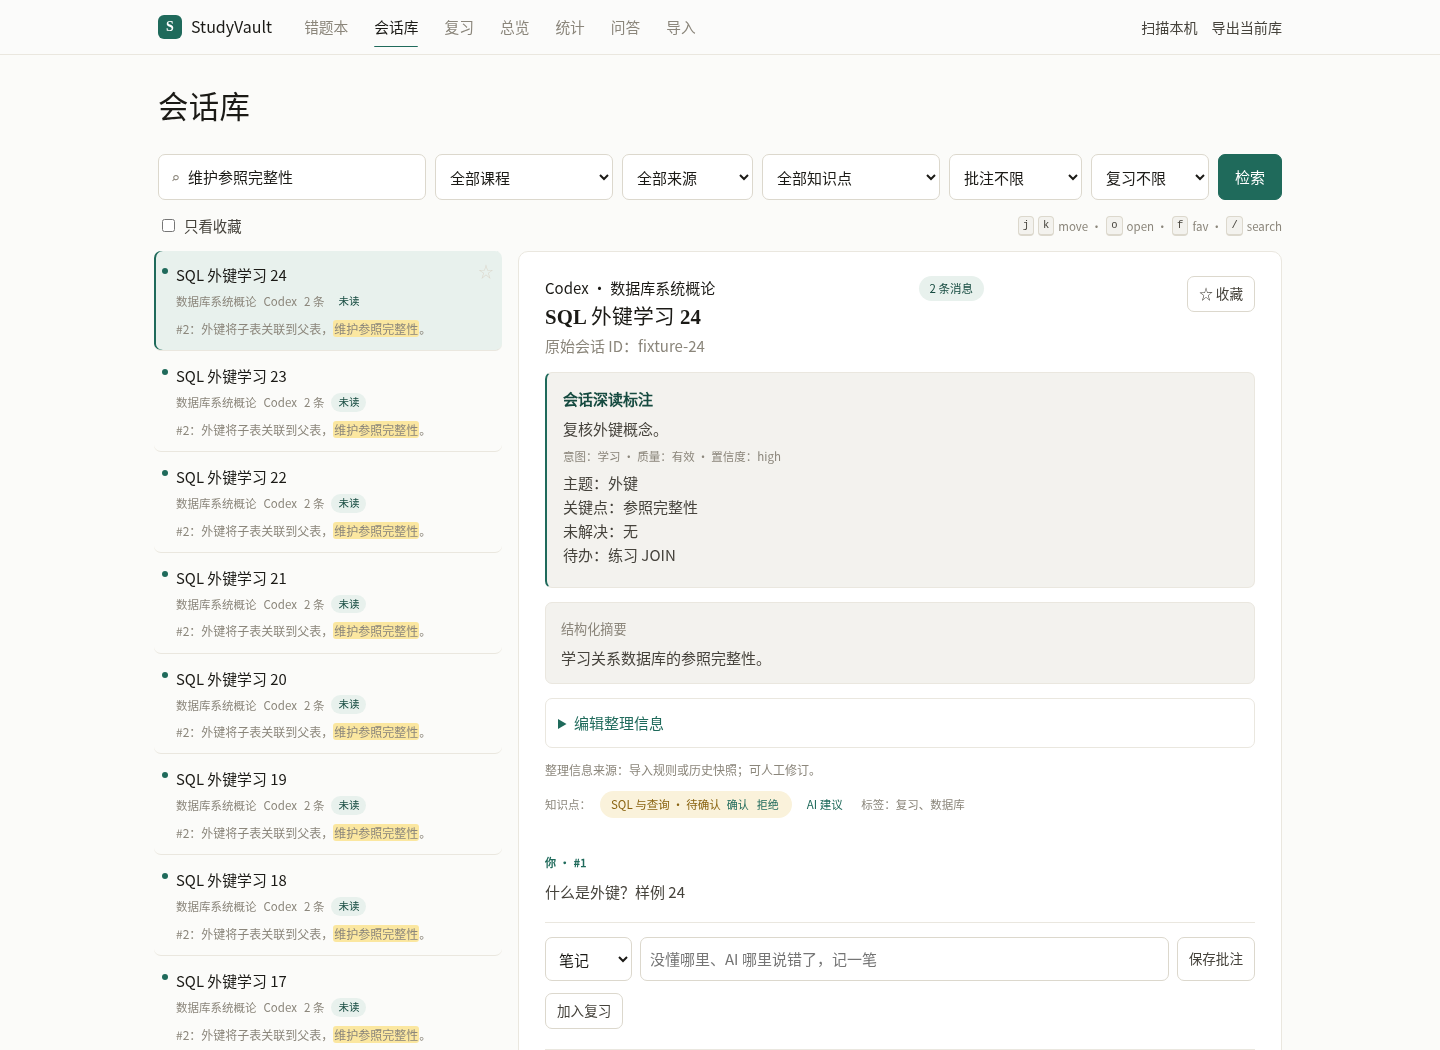 S StudyVault 错题本 会话库 复习 总览 统计 问答 导入 扫描本机 导出当前库
会话库
维护参照完整性 全部课程 全部来源 全部知识点 批注不限 复习不限 检索
只看收藏 j k move · o open · f fav · / search
SQL 外键学习 24 ☆
数据库系统概论 Codex 2 条 未读
#2：外键将子表关联到父表，维护参照完整性。
SQL 外键学习 23
数据库系统概论 Codex 2 条 未读
#2：外键将子表关联到父表，维护参照完整性。
SQL 外键学习 22
数据库系统概论 Codex 2 条 未读
#2：外键将子表关联到父表，维护参照完整性。
SQL 外键学习 21
数据库系统概论 Codex 2 条 未读
#2：外键将子表关联到父表，维护参照完整性。
SQL 外键学习 20
数据库系统概论 Codex 2 条 未读
#2：外键将子表关联到父表，维护参照完整性。
SQL 外键学习 19
数据库系统概论 Codex 2 条 未读
#2：外键将子表关联到父表，维护参照完整性。
SQL 外键学习 18
数据库系统概论 Codex 2 条 未读
#2：外键将子表关联到父表，维护参照完整性。
SQL 外键学习 17
数据库系统概论 Codex 2 条 未读
#2：外键将子表关联到父表，维护参照完整性。
Codex · 数据库系统概论 2 条消息 ☆ 收藏
SQL 外键学习 24
原始会话 ID：fixture-24
会话深读标注
复核外键概念。
意图：学习 · 质量：有效 · 置信度：high
主题：外键
关键点：参照完整性
未解决：无
待办：练习 JOIN
结构化摘要
学习关系数据库的参照完整性。
▶ 编辑整理信息
整理信息来源：导入规则或历史快照；可人工修订。
知识点： SQL 与查询 · 待确认 确认 拒绝 AI 建议 标签：复习、数据库
你 · #1
什么是外键？样例 24
笔记 没懂哪里、AI 哪里说错了，记一笔 保存批注
加入复习